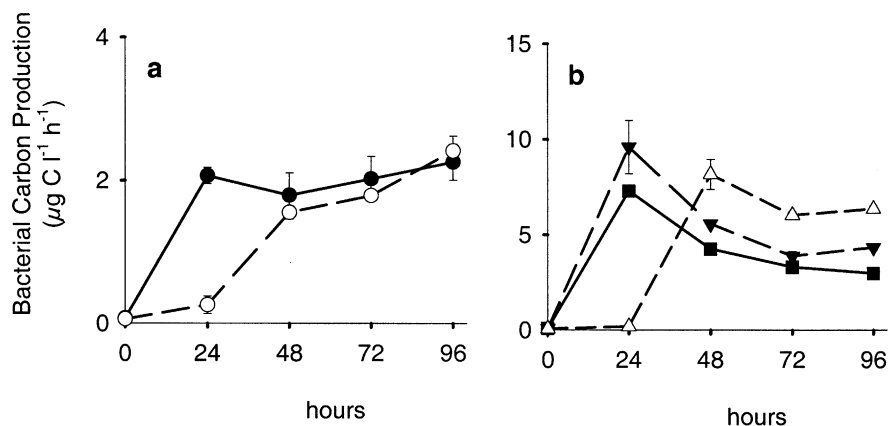 Bacterial Carbon Production
(µg C l⁻¹ h⁻¹)
4
2
0
a
0 24 48 72 96
hours
15
10
5
0
b
0 24 48 72 96
hours